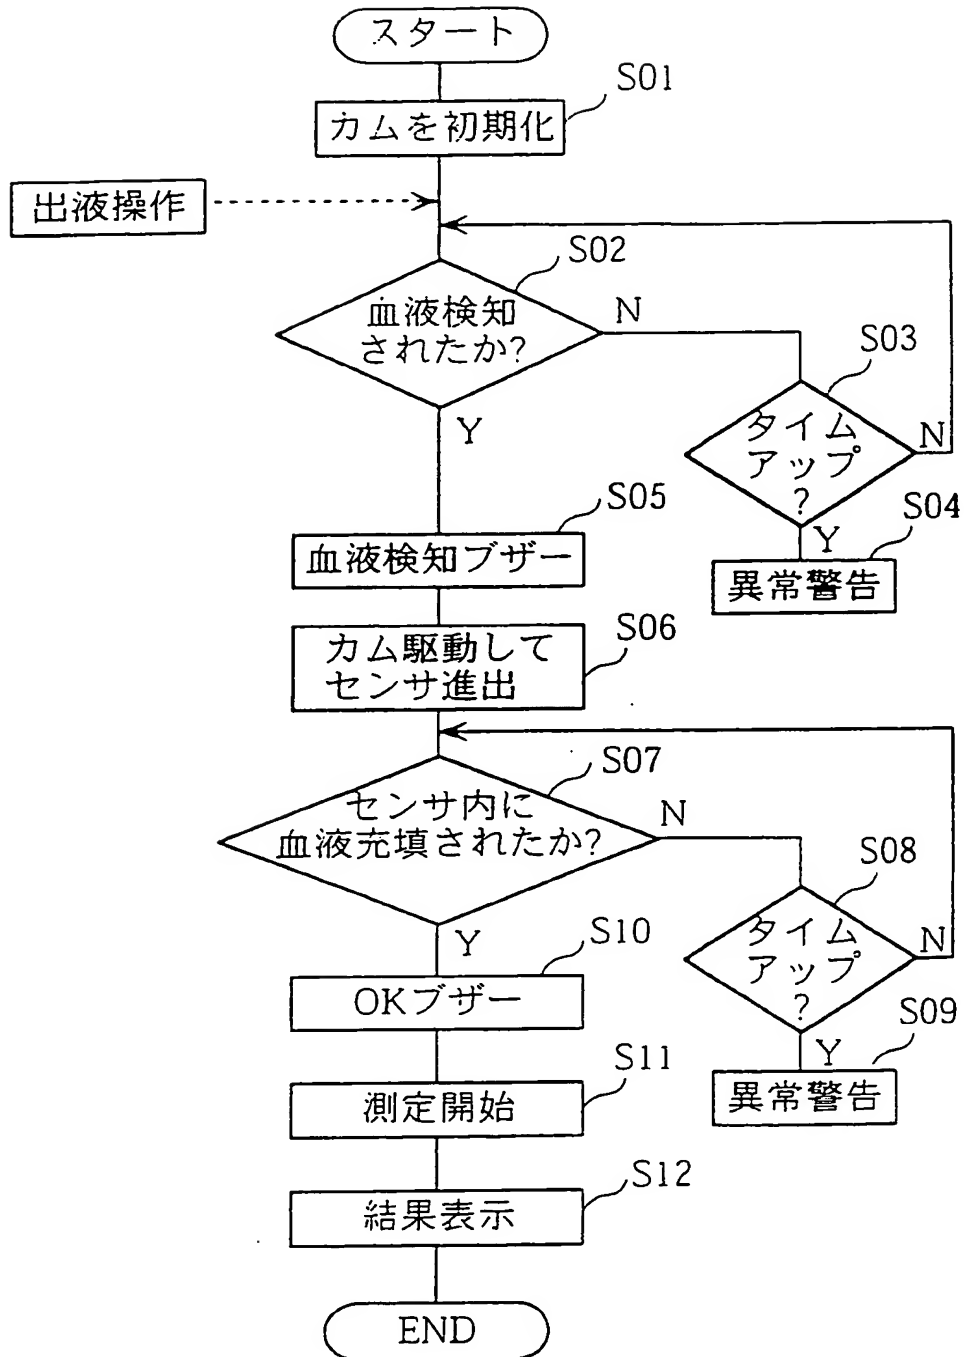 スタート
S01
カムを初期化
出液操作
S02
血液検知
されたか?
N
Y
S03
タイム
アップ
?
N
Y
S04
異常警告
S05
血液検知ブザー
S06
カム駆動して
センサ進出
S07
センサ内に
血液充填されたか?
N
Y
S08
タイム
アップ
?
N
Y
S09
異常警告
S10
OKブザー
S11
測定開始
S12
結果表示
END